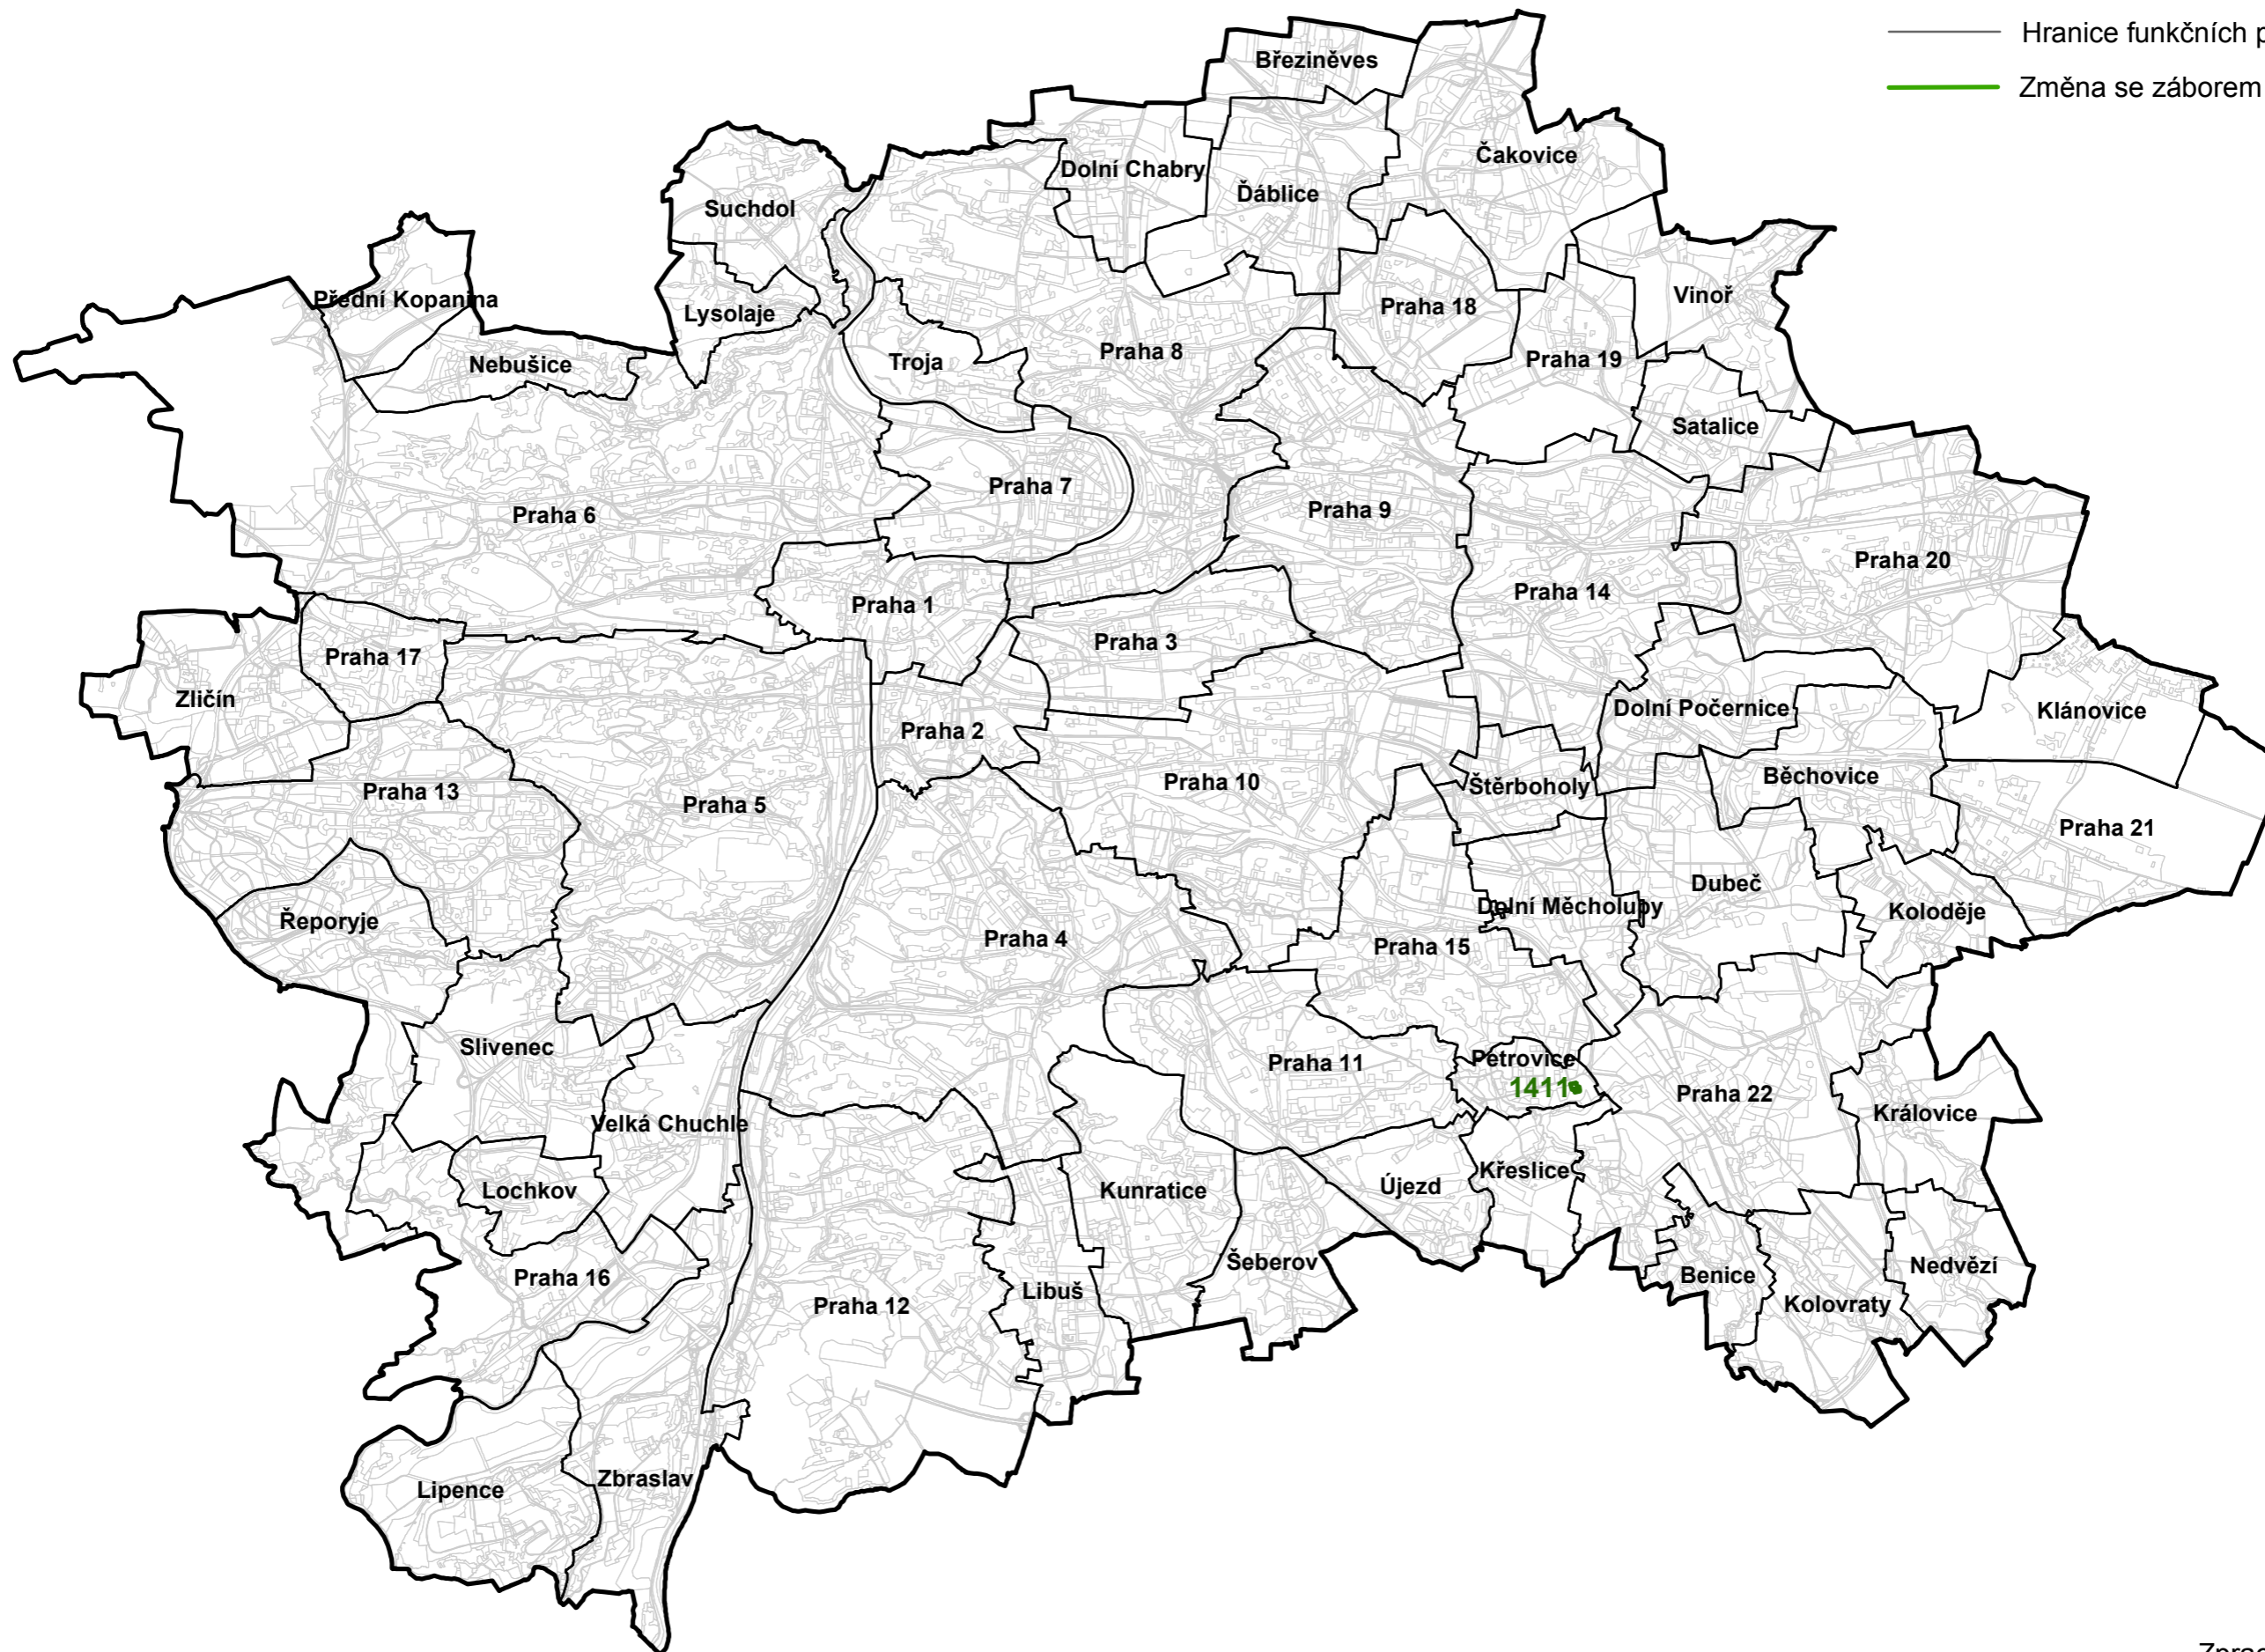 Hranice funkčních p
Změna se záborem
Březiněves
Čakovice
Dolní Chabry
Ďáblice
Suchdol
Přední Kopanina
Lysolaje
Vinoř
Praha 18
Nebušice
Troja
Praha 8
Praha 19
Satalice
Praha 7
Praha 6
Praha 9
Praha 20
Praha 14
Praha 1
Praha 3
Praha 17
Zličín
Dolní Počernice
Klánovice
Praha 2
Praha 13
Praha 5
Praha 10
Štěrboholy
Běchovice
Praha 21
Dubeč
Řeporyje
Dolní Měcholupy
Koloděje
Praha 4
Praha 15
Slivenec
Praha 11
Petrovice
1411
Praha 22
Královice
Velká Chuchle
Lochkov
Kunratice
Újezd
Křeslice
Šeberov
Nedvězí
Praha 16
Praha 12
Libuš
Benice
Kolovraty
Lipence
Zbraslav
Zprac